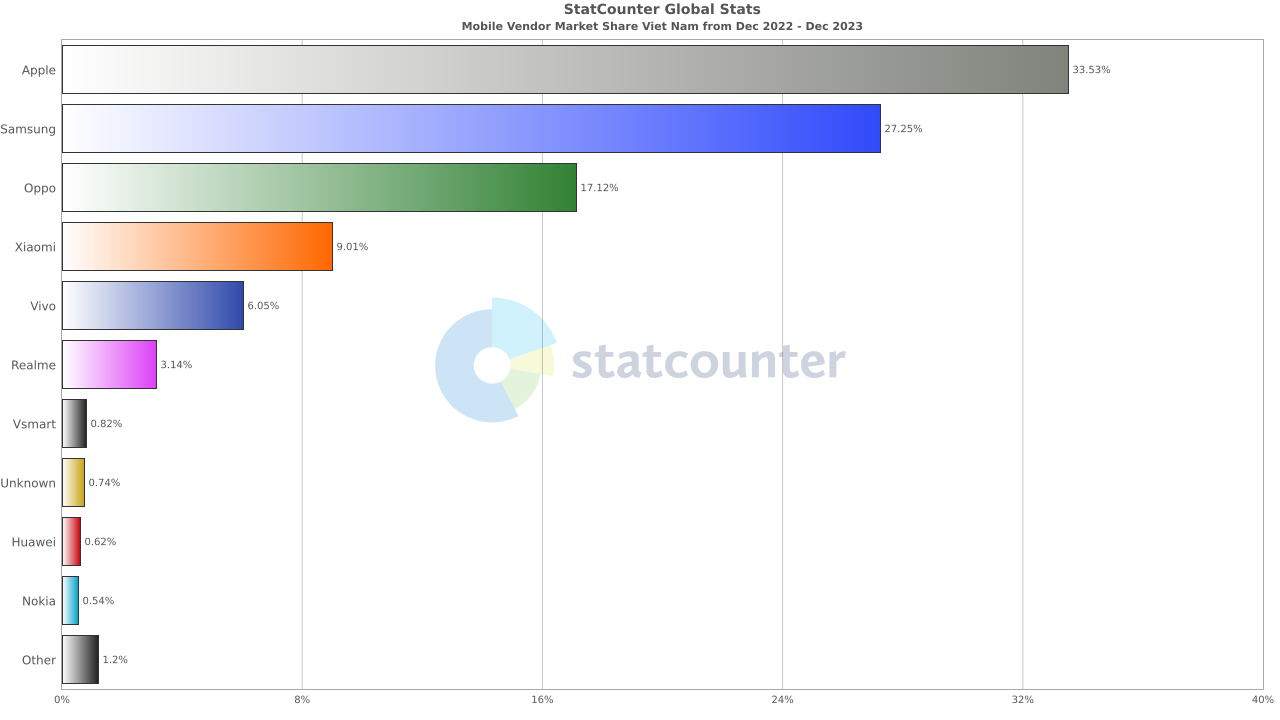 StatCounter Global Stats
Mobile Vendor Market Share Viet Nam from Dec 2022 - Dec 2023
Apple 33.53%
Samsung 27.25%
Oppo 17.12%
Xiaomi 9.01%
Vivo 6.05%
Realme 3.14%
statcounter
Vsmart 0.82%
Unknown 0.74%
Huawei 0.62%
Nokia 0.54%
Other 1.2%
0% 8% 16% 24% 32% 40%